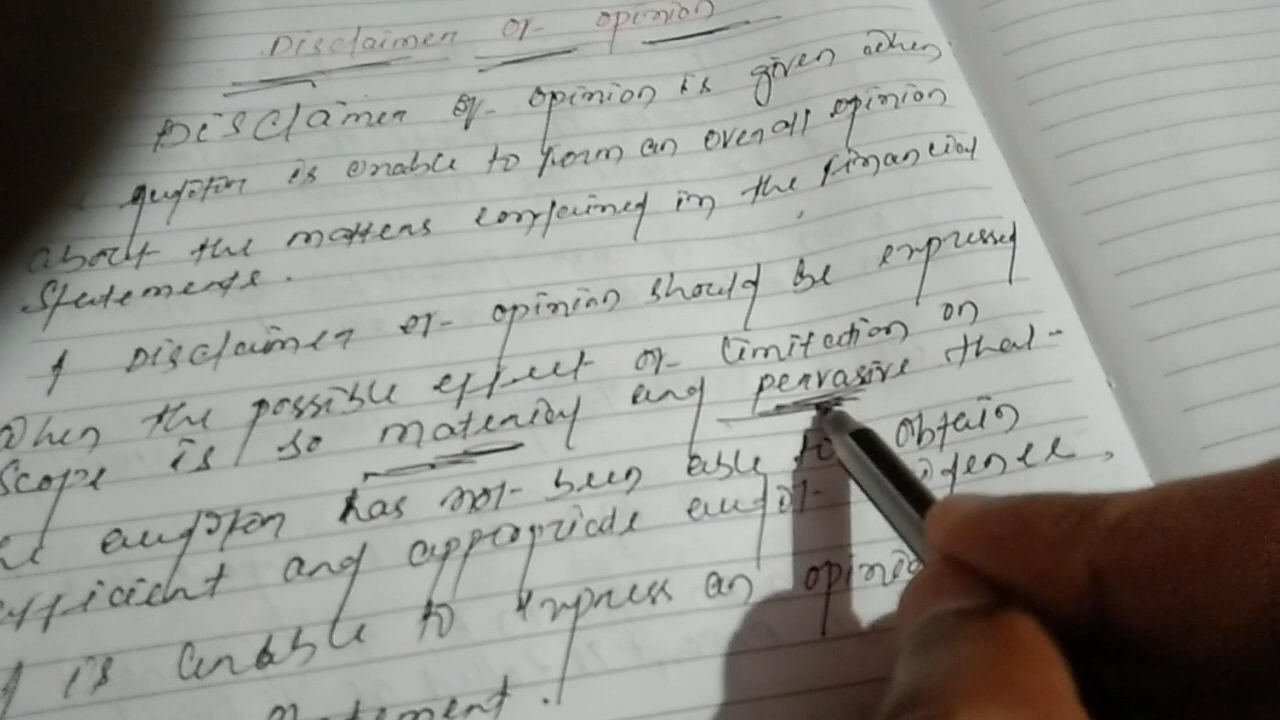 Disclaimer of opinion
Disclaimer of opinion is given when
auditor is unable to form an overall opinion
about the matters contained in the financial
statements.
A Disclaimer of opinion should be expressed
when the possible effect of limitation on
scope is so material and pervasive that
auditor has not been able to obtain
and appropriate audit
is unable to express an